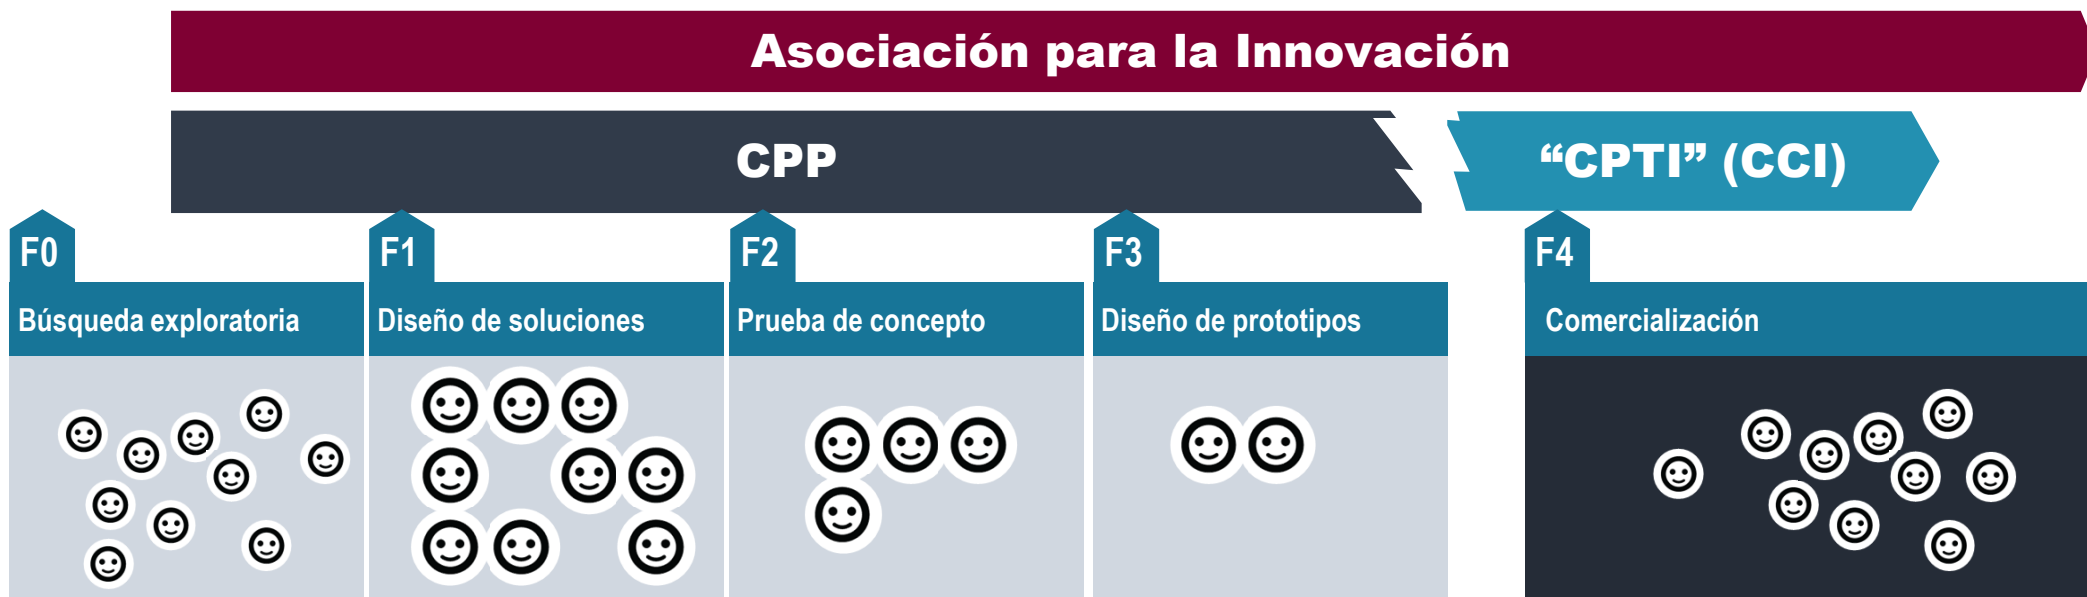 Asociación para la Innovación
CPP
“CPTI” (CCI)
F0
F1
F2
F3
F4
Búsqueda exploratoria
Diseño de soluciones
Prueba de concepto
Diseño de prototipos
Comercialización